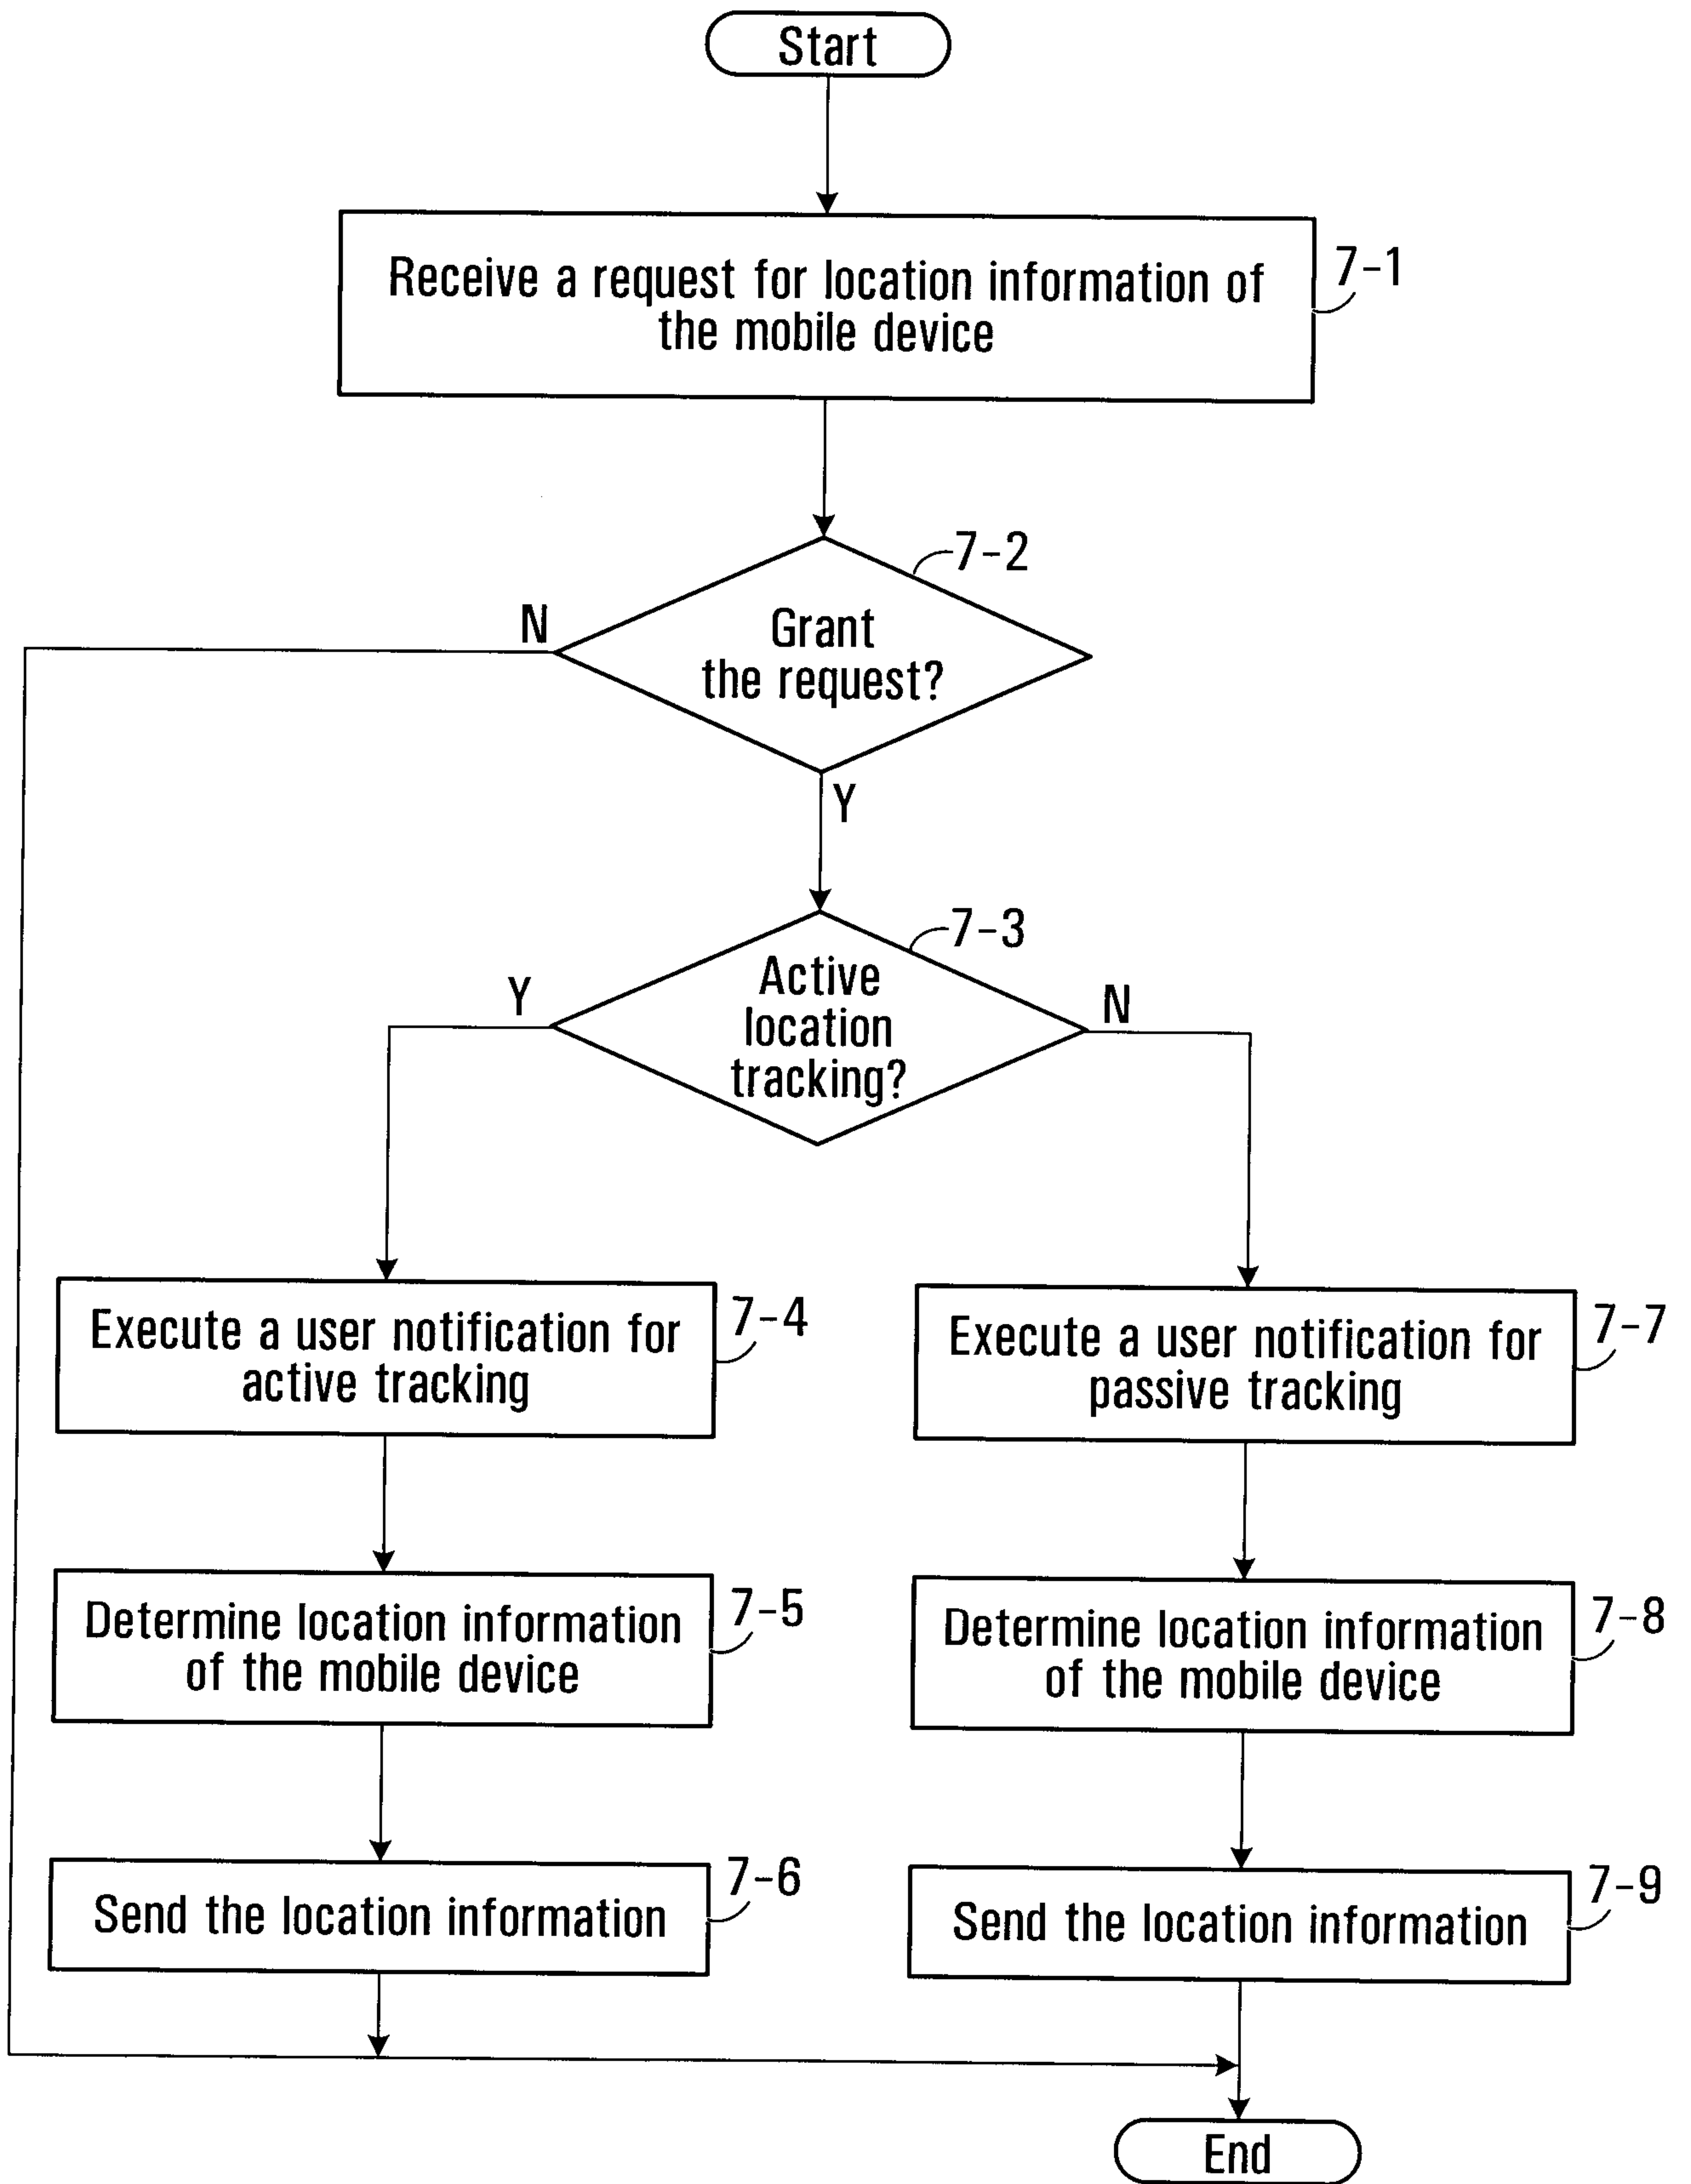 Start
Receive a request for location information of
the mobile device
7-1
7-2
N
Grant
the request?
Y
7-3
Y
Active
location
tracking?
N
Execute a user notification for
active tracking
7-4
Execute a user notification for
passive tracking
7-7
Determine location information
of the mobile device
7-5
Determine location information
of the mobile device
7-8
Send the location information
7-6
Send the location information
7-9
End